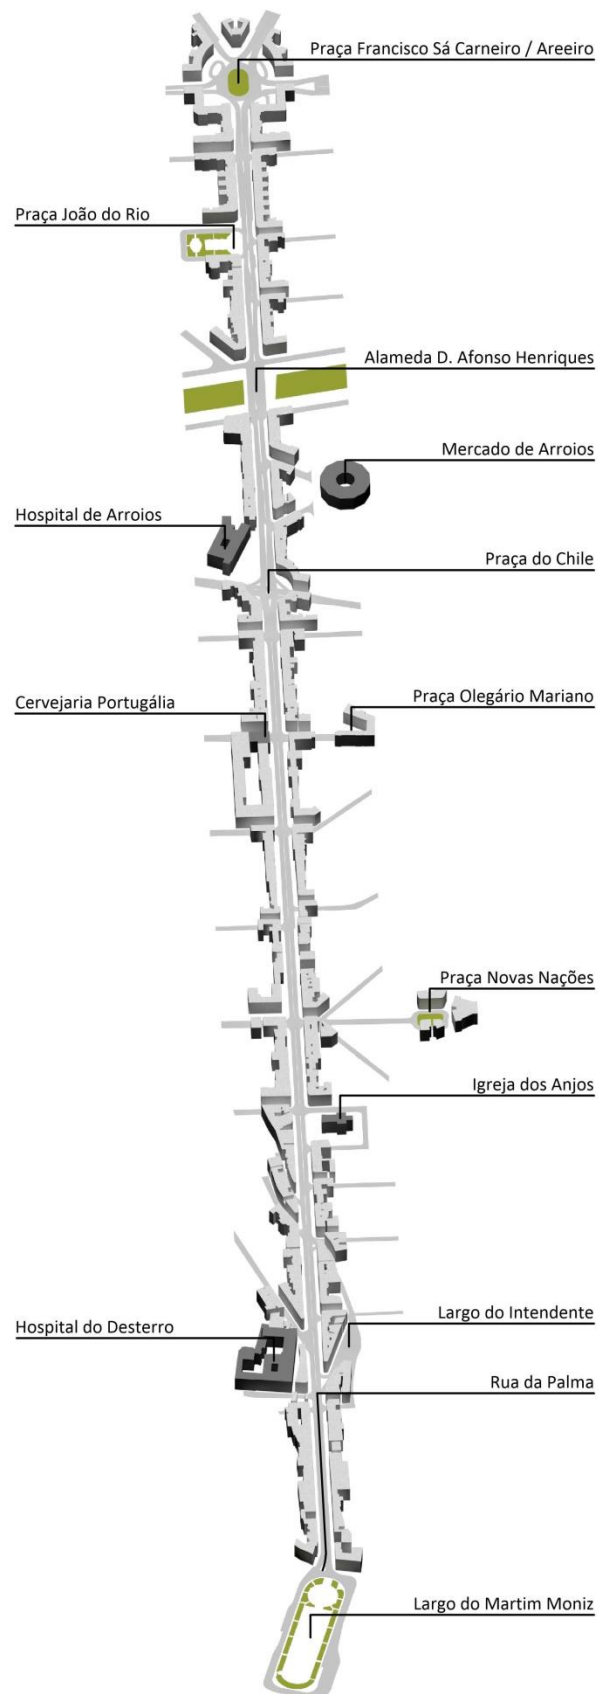 Praça Francisco Sá Carneiro / Areeiro
Praça João do Rio
Alameda D. Afonso Henriques
Mercado de Arroios
Hospital de Arroios
Praça do Chile
Cervejaria Portugália
Praça Olegário Mariano
Praça Novas Nações
Igreja dos Anjos
Largo do Intendente
Hospital do Desterro
Rua da Palma
Largo do Martim Moniz